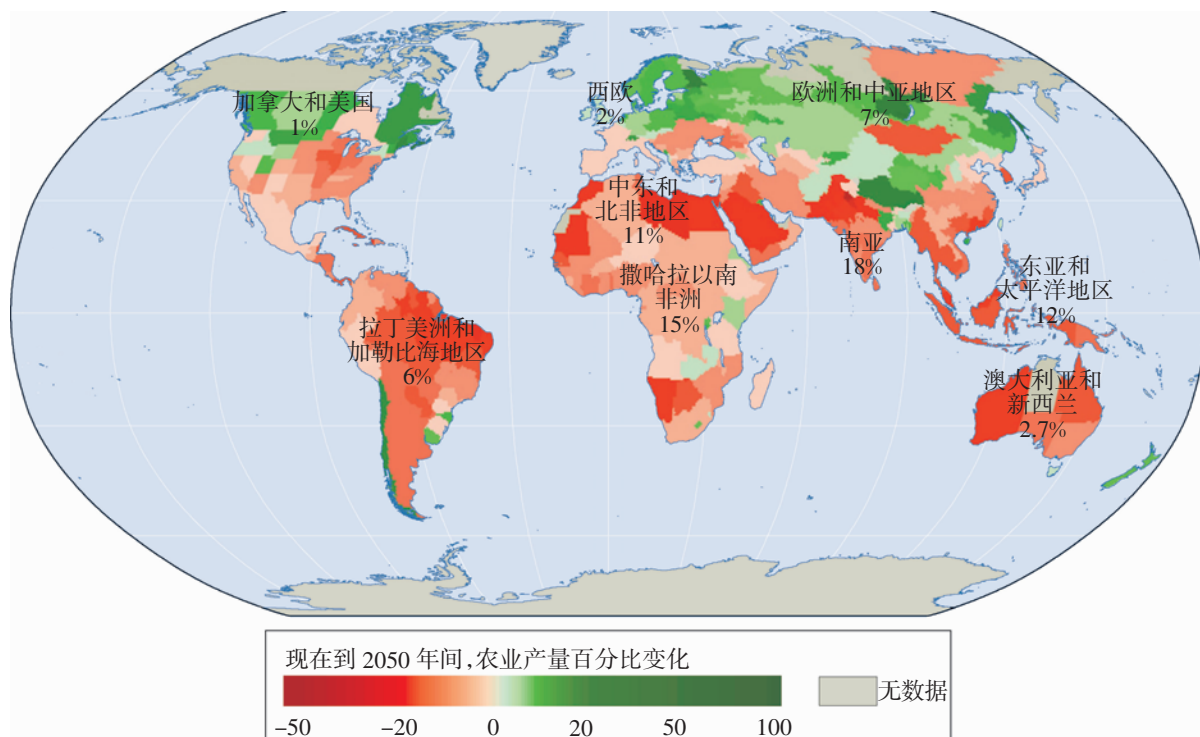 加拿大和美国
1%
西欧
2%
欧洲和中亚地区
7%
中东和
北非地区
11%
南亚
18%
撒哈拉以南
非洲
15%
东亚和
太平洋地区
12%
拉丁美洲和
加勒比海地区
6%
澳大利亚和
新西兰
2.7%
现在到 2050 年间，农业产量百分比变化
-50 -20 0 20 50 100
无数据